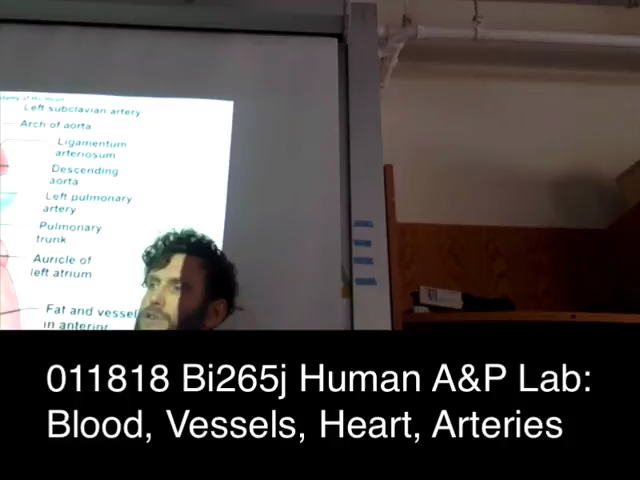 Left subclavian artery
Arch of aorta
Ligamentum
arteriosum
Descending
aorta
Left pulmonary
artery
Pulmonary
trunk
Auricle of
left atrium
Fat and vessel
in anterior
011818 Bi265j Human A&P Lab:
Blood, Vessels, Heart, Arteries